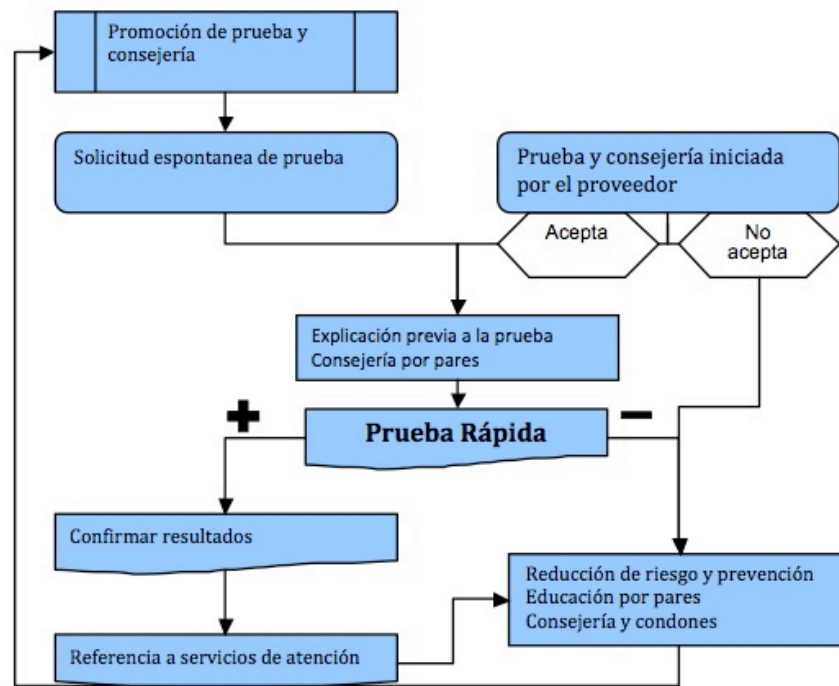 Promoción de prueba y
consejería
Solicitud espontanea de prueba
Prueba y consejería iniciada
por el proveedor
Acepta
No
acepta
Explicación previa a la prueba
Consejería por pares
+
−
Prueba Rápida
Confirmar resultados
Reducción de riesgo y prevención
Educación por pares
Consejería y condones
Referencia a servicios de atención